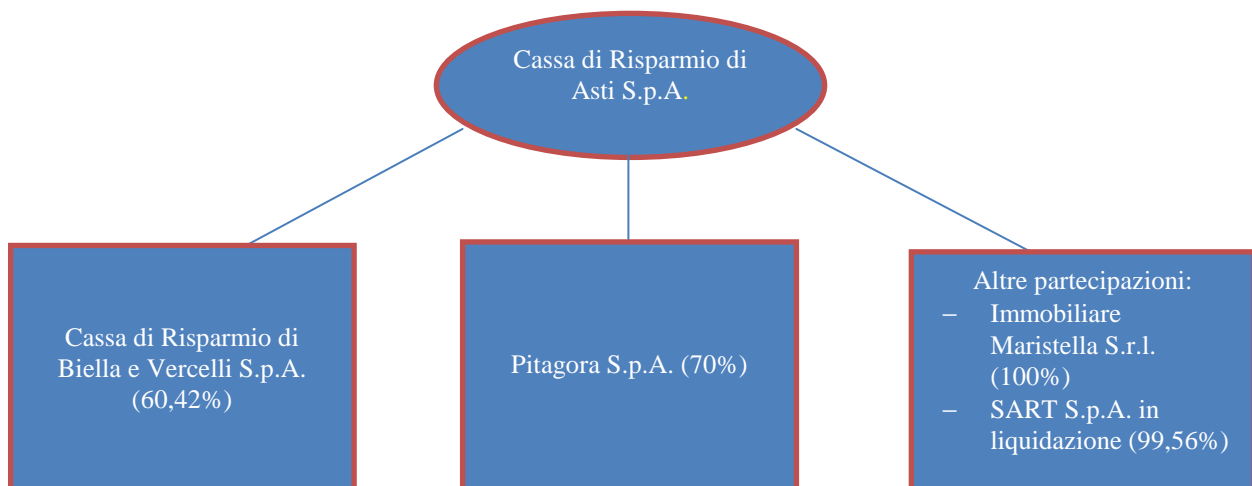 Cassa di Risparmio di
Asti S.p.A.
Cassa di Risparmio di
Biella e Vercelli S.p.A.
(60,42%)
Pitagora S.p.A. (70%)
Altre partecipazioni:
– Immobiliare
Maristella S.r.l.
(100%)
– SART S.p.A. in
liquidazione (99,56%)